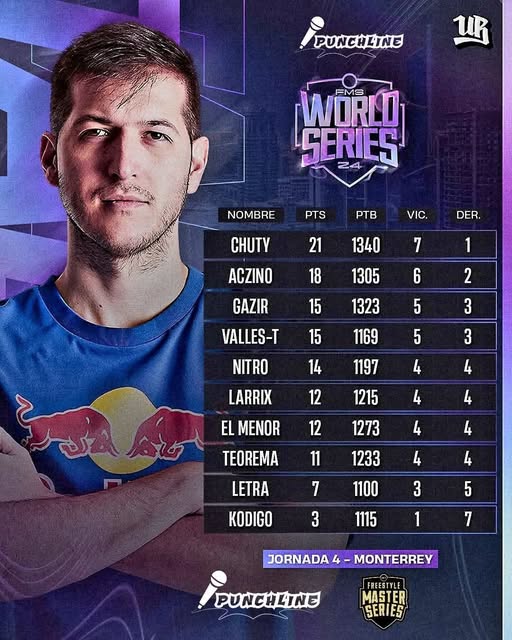 PUNCHLINE
UR
FMS
WORLD
SERIES
24
NOMBRE PTS PTB VIC. DER.
CHUTY 21 1340 7 1
ACZINO 18 1305 6 2
GAZIR 15 1323 5 3
VALLES-T 15 1169 5 3
NITRO 14 1197 4 4
LARRIX 12 1215 4 4
EL MENOR 12 1273 4 4
TEOREMA 11 1233 4 4
LETRA 7 1100 3 5
KODIGO 3 1115 1 7
JORNADA 4 - MONTERREY
PUNCHLINE
FREESTYLE
MASTER
SERIES